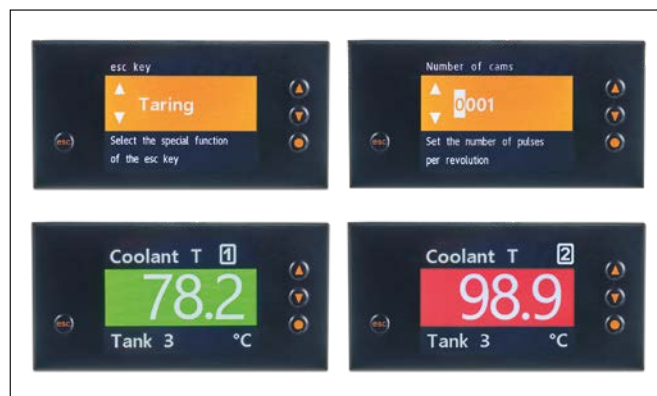 esc key
Taring
Select the special function
of the esc key
esc
Number of cams
0001
Set the number of pulses
per revolution
esc
Coolant T 1
78.2
Tank 3 °C
esc
Coolant T 2
98.9
Tank 3 °C
esc